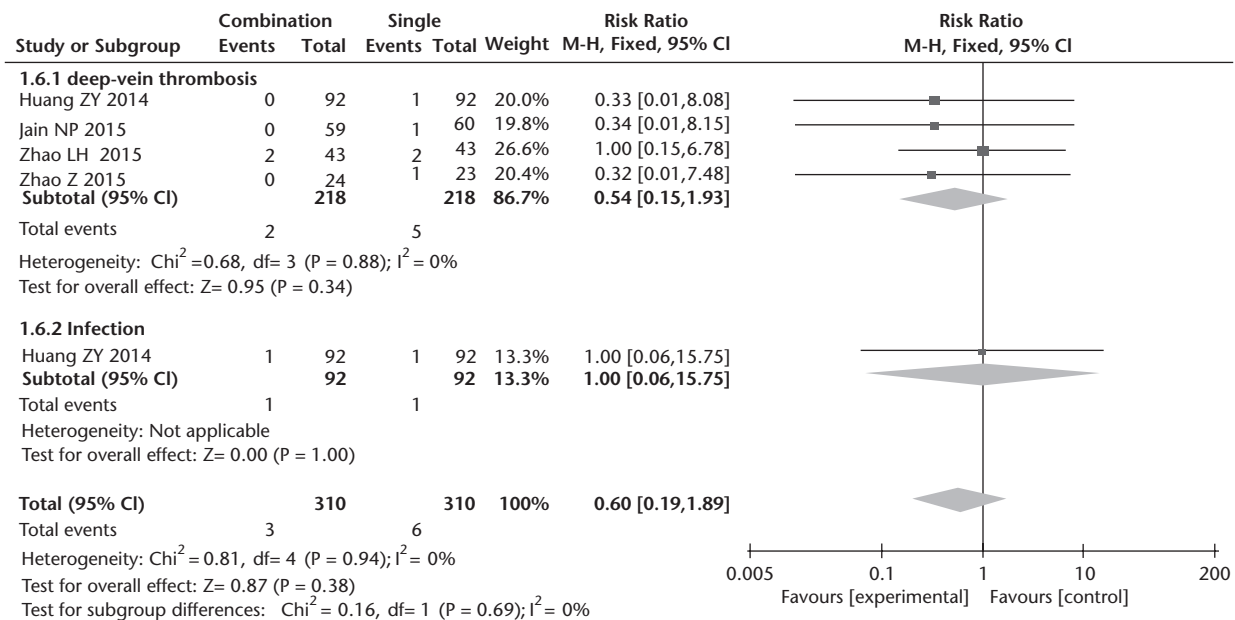 Combination Single Risk Ratio Risk Ratio
Study or Subgroup Events Total Events Total Weight M-H, Fixed, 95% CI M-H, Fixed, 95% CI
1.6.1 deep-vein thrombosis
Huang ZY 2014 0 92 1 92 20.0% 0.33 [0.01,8.08]
Jain NP 2015 0 59 1 60 19.8% 0.34 [0.01,8.15]
Zhao LH 2015 2 43 2 43 26.6% 1.00 [0.15,6.78]
Zhao Z 2015 0 24 1 23 20.4% 0.32 [0.01,7.48]
Subtotal (95% CI) 218 218 86.7% 0.54 [0.15,1.93]
Total events 2 5
Heterogeneity: Chi² =0.68, df= 3 (P = 0.88); I² = 0%
Test for overall effect: Z= 0.95 (P = 0.34)
1.6.2 Infection
Huang ZY 2014 1 92 1 92 13.3% 1.00 [0.06,15.75]
Subtotal (95% CI) 92 92 13.3% 1.00 [0.06,15.75]
Total events 1 1
Heterogeneity: Not applicable
Test for overall effect: Z= 0.00 (P = 1.00)
Total (95% CI) 310 310 100% 0.60 [0.19,1.89]
Total events 3 6
Heterogeneity: Chi² = 0.81, df= 4 (P = 0.94); I² = 0%
Test for overall effect: Z= 0.87 (P = 0.38)
Test for subgroup differences: Chi² = 0.16, df= 1 (P = 0.69); I² = 0%
0.005 0.1 1 10 200
Favours [experimental] Favours [control]